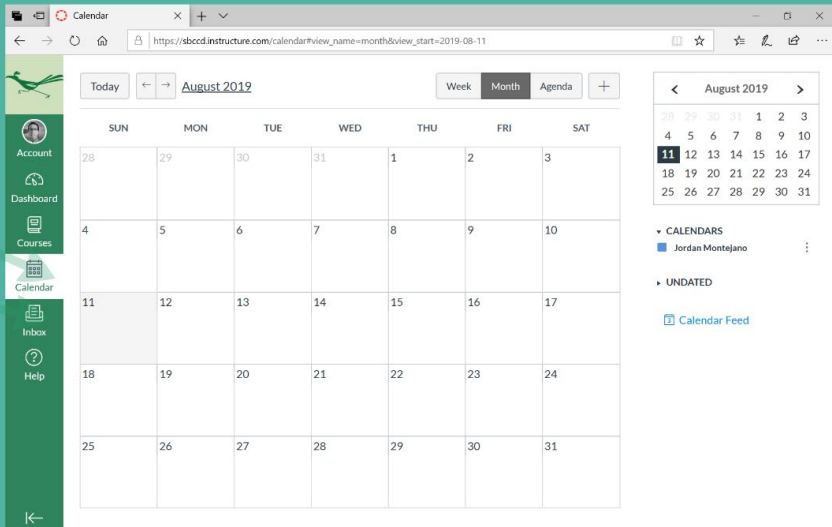 Calendar
https://sbccd.instructure.com/calendar#view_name=month&view_start=2019-08-11
Account
Dashboard
Courses
Calendar
Inbox
Help
Today ← → August 2019 Week Month Agenda +
SUN MON TUE WED THU FRI SAT
28 29 30 31 1 2 3
4 5 6 7 8 9 10
11 12 13 14 15 16 17
18 19 20 21 22 23 24
25 26 27 28 29 30 31
August 2019
28 29 30 31 1 2 3
4 5 6 7 8 9 10
11 12 13 14 15 16 17
18 19 20 21 22 23 24
25 26 27 28 29 30 31
CALENDARS
Jordan Montejano
UNDATED
Calendar Feed